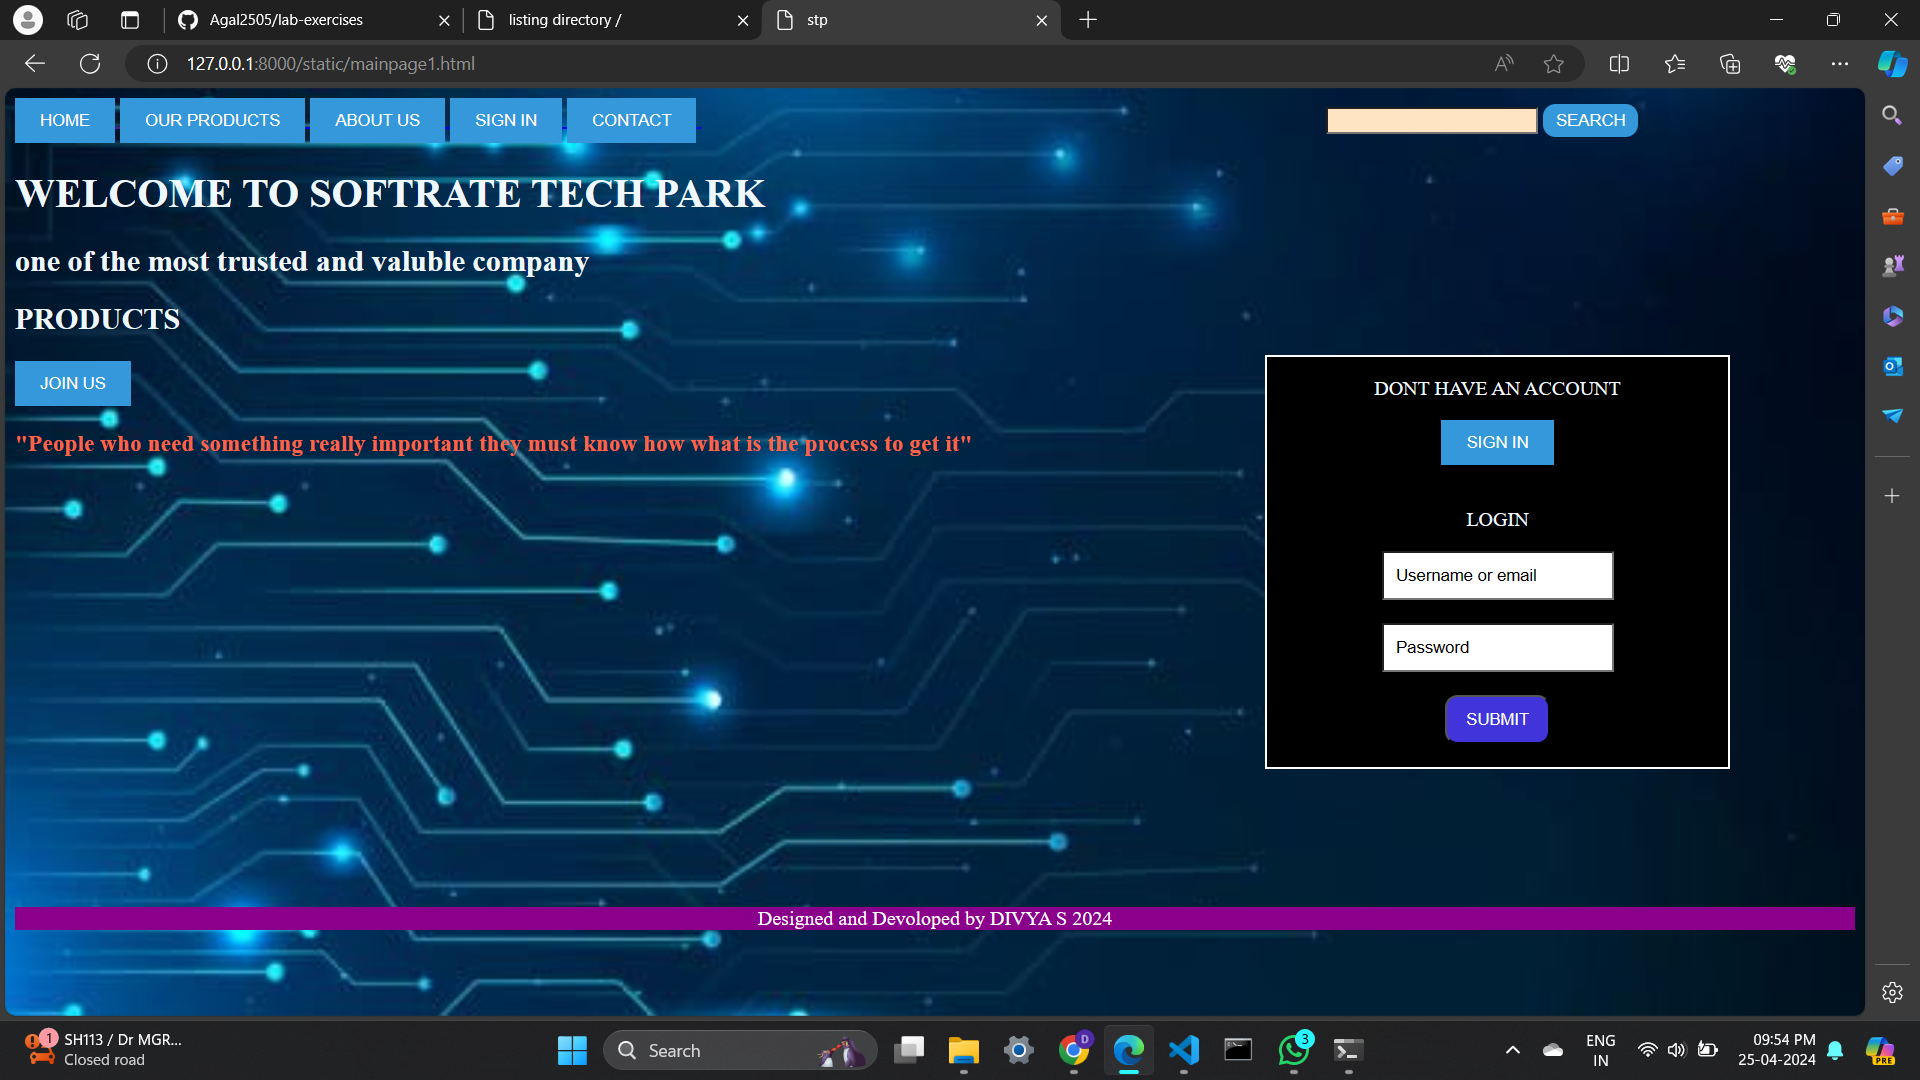 Agal2505/lab-exercises
listing directory /
stp
127.0.0.1:8000/static/mainpage1.html
HOME
OUR PRODUCTS
ABOUT US
SIGN IN
CONTACT
SEARCH
WELCOME TO SOFTRATE TECH PARK
one of the most trusted and valuble company
PRODUCTS
JOIN US
"People who need something really important they must know how what is the process to get it"
DONT HAVE AN ACCOUNT
SIGN IN
LOGIN
Username or email
Password
SUBMIT
Designed and Devoloped by DIVYA S 2024
1
SH113 / Dr MGR...
Closed road
Search
D
3
ENG
IN
09:54 PM
25-04-2024
PRE